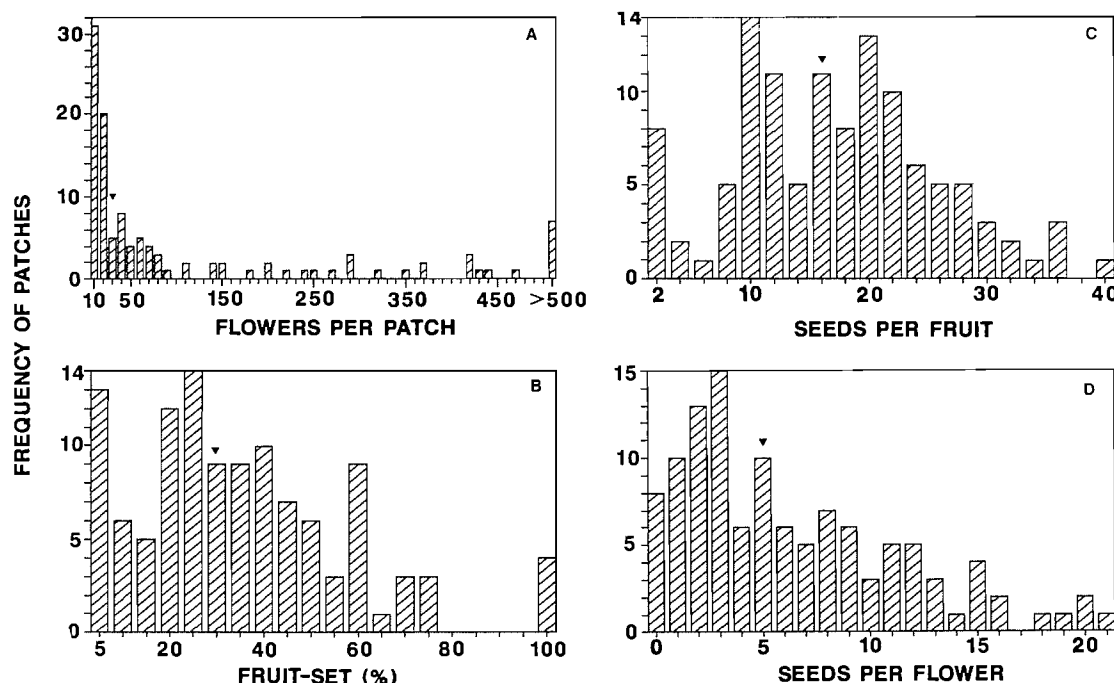 FREQUENCY OF PATCHES
A
30
20
10
0
10 50 150 250 350 450 >500
FLOWERS PER PATCH
B
14
10
5
0
5 20 40 60 80 100
FRUIT-SET (%)
C
14
10
5
0
2 10 20 30 40
SEEDS PER FRUIT
D
15
10
5
0
0 5 10 15 20
SEEDS PER FLOWER